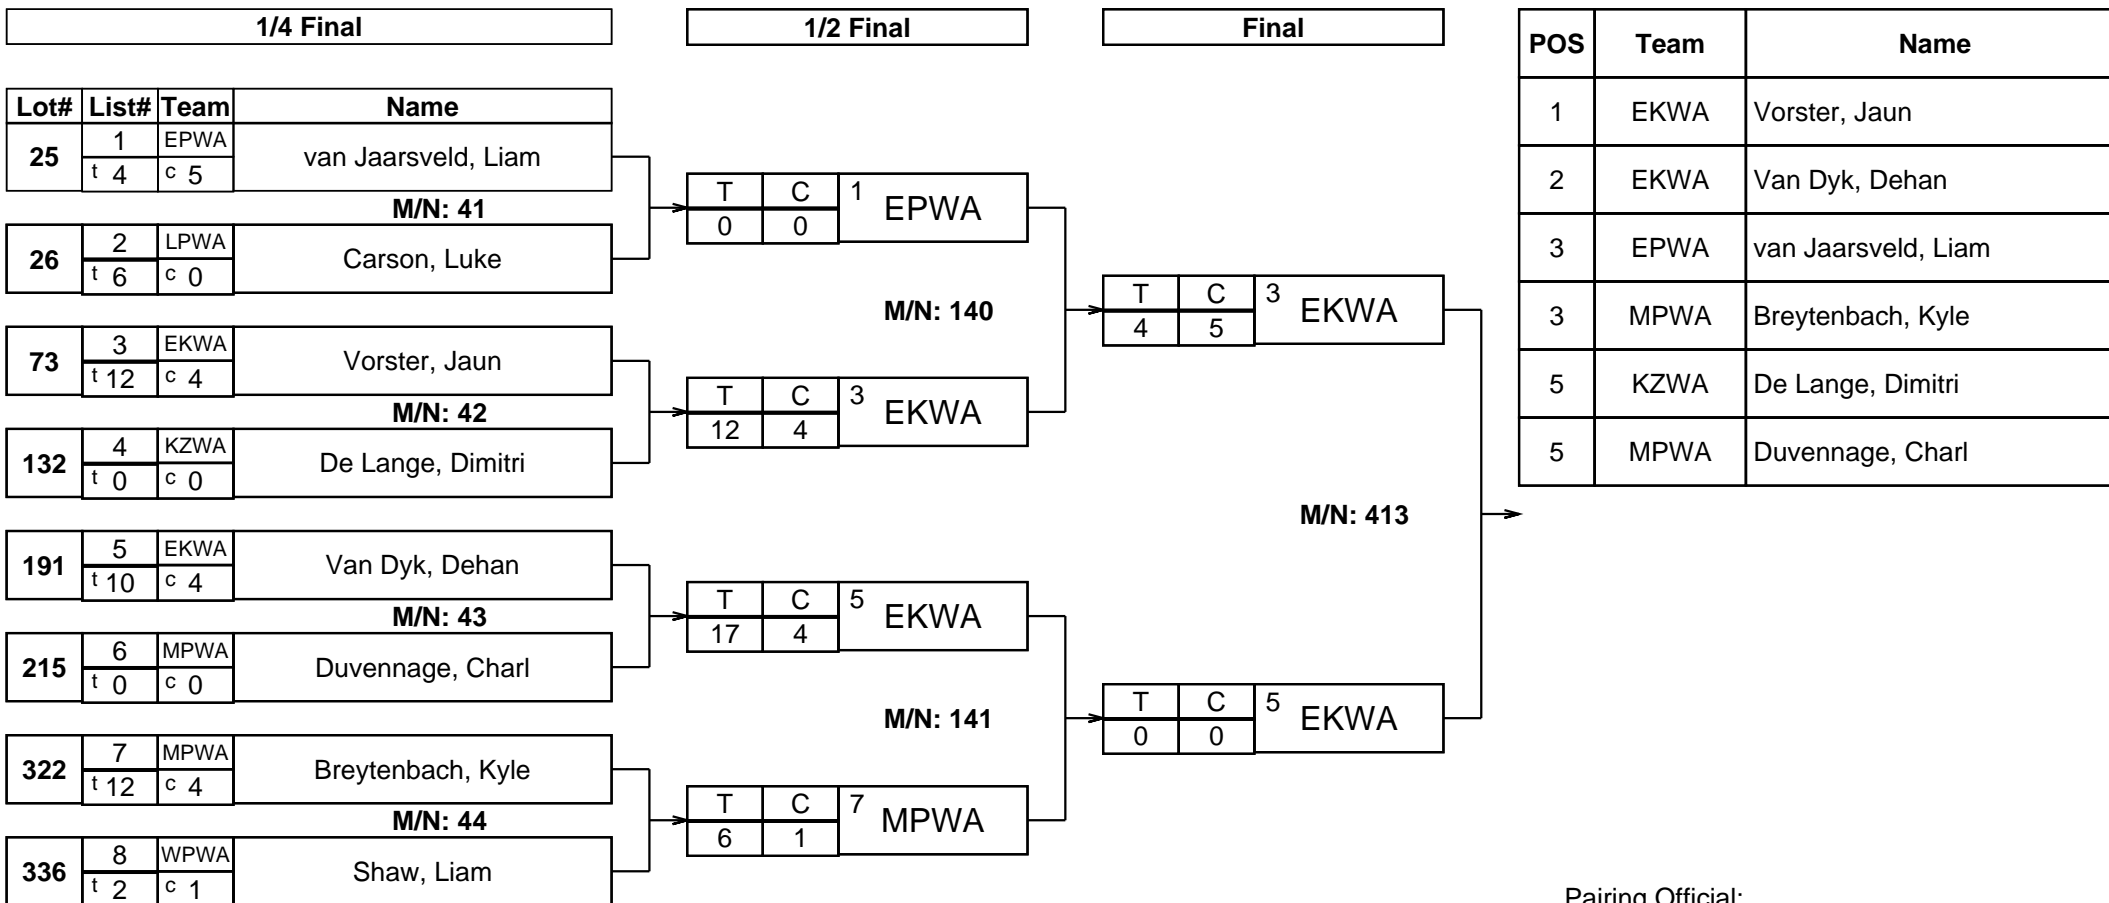 1/4 Final 1/2 Final Final
POS Team Name
1 EKWA Vorster, Jaun
2 EKWA Van Dyk, Dehan
3 EPWA van Jaarsveld, Liam
3 MPWA Breytenbach, Kyle
5 KZWA De Lange, Dimitri
5 MPWA Duvennage, Charl
Lot# List# Team Name
25 1 EPWA van Jaarsveld, Liam
t 4 c 5
M/N: 41
26 2 LPWA Carson, Luke
t 6 c 0
73 3 EKWA Vorster, Jaun
t 12 c 4
M/N: 42
132 4 KZWA De Lange, Dimitri
t 0 c 0
191 5 EKWA Van Dyk, Dehan
t 10 c 4
M/N: 43
215 6 MPWA Duvennage, Charl
t 0 c 0
322 7 MPWA Breytenbach, Kyle
t 12 c 4
M/N: 44
336 8 WPWA Shaw, Liam
t 2 c 1
T C 1 EPWA
0 0
M/N: 140
T C 3 EKWA
12 4
T C 5 EKWA
17 4
M/N: 141
T C 7 MPWA
6 1
T C 3 EKWA
4 5
M/N: 413
T C 5 EKWA
0 0
Pairing Official: